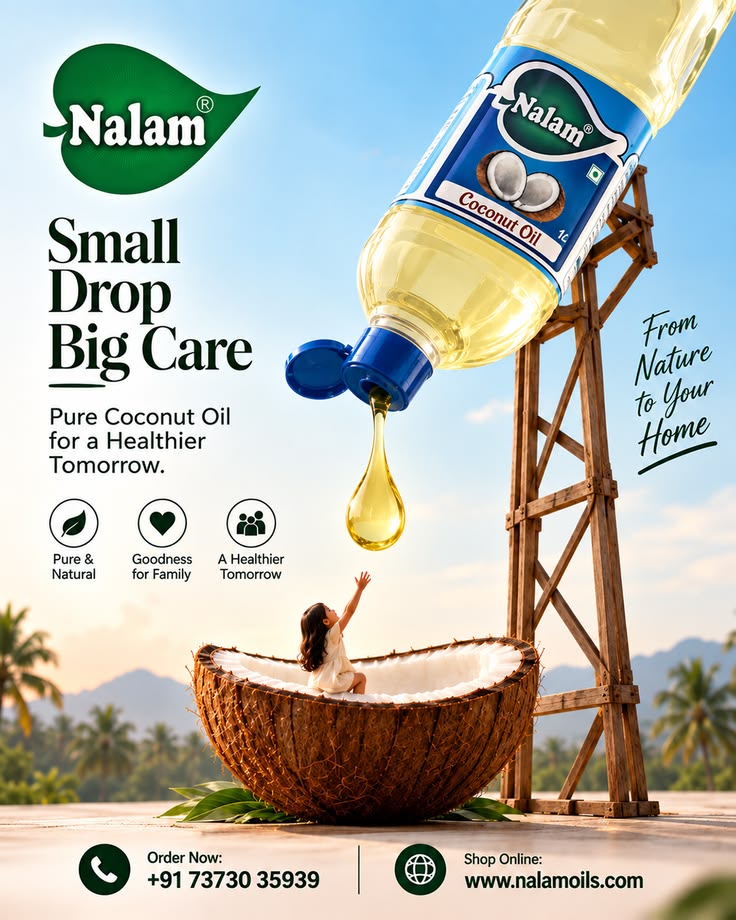 Nalam®
Small
Drop
Big Care
Pure Coconut Oil
for a Healthier
Tomorrow.
Pure &
Natural
Goodness
for Family
A Healthier
Tomorrow
Nalam®
Coconut Oil
From
Nature
to Your
Home
Order Now:
+91 73730 35939
Shop Online:
www.nalamoils.com